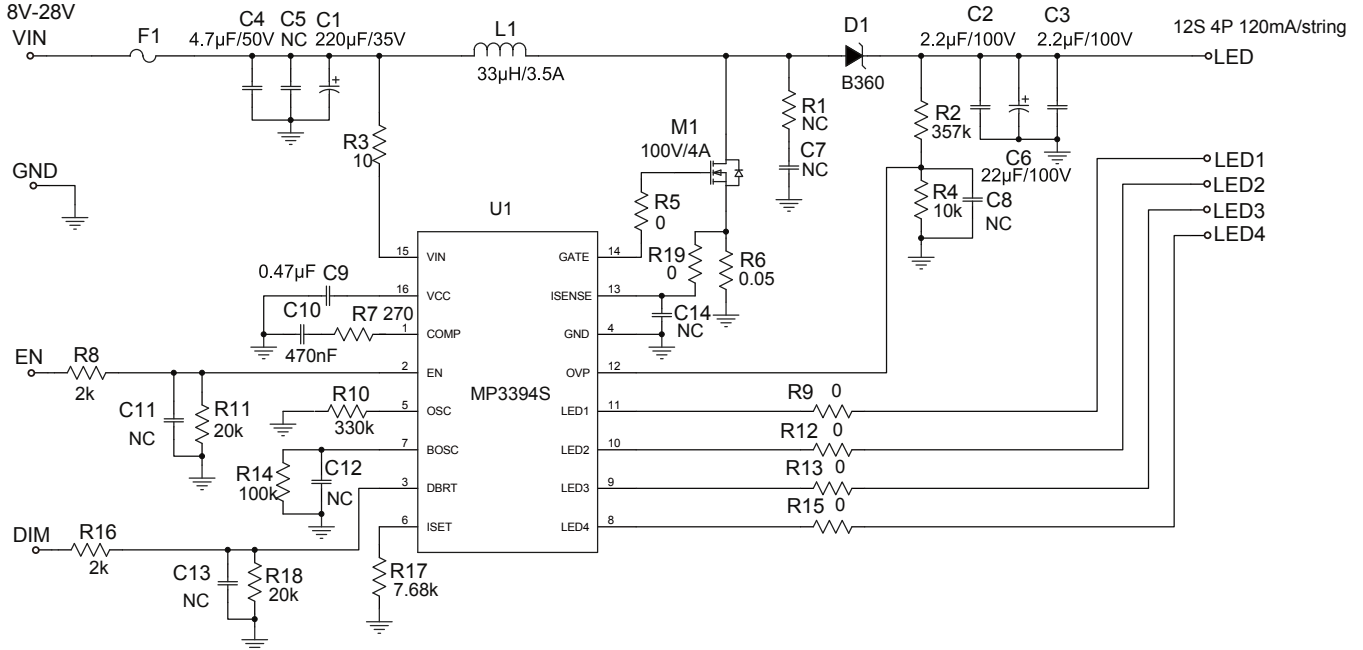 8V-28V
VIN
F1
C4
4.7μF/50V
C5
NC
C1
220μF/35V
+
L1
33μH/3.5A
D1
B360
C2
2.2μF/100V
C3
2.2μF/100V
12S 4P 120mA/string
LED
R3
10
R1
NC
C7
NC
M1
100V/4A
R2
357k
+
C6
22μF/100V
GND
R4
10k
C8
NC
LED1
LED2
LED3
LED4
U1
R5
0
R19
0
R6
0.05
15
VIN
GATE
14
0.47μF
C9
16
VCC
ISENSE
13
C10
470nF
R7 270
1
COMP
GND
4
C14
NC
EN
R8
2k
2
EN
OVP
12
MP3394S
C11
NC
R11
20k
R10
330k
5
OSC
LED1
11
R9 0
7
BOSC
LED2
10
R12 0
R14
100k
C12
NC
3
DBRT
LED3
9
R13 0
6
ISET
LED4
8
R15 0
DIM
R16
2k
C13
NC
R18
20k
R17
7.68k